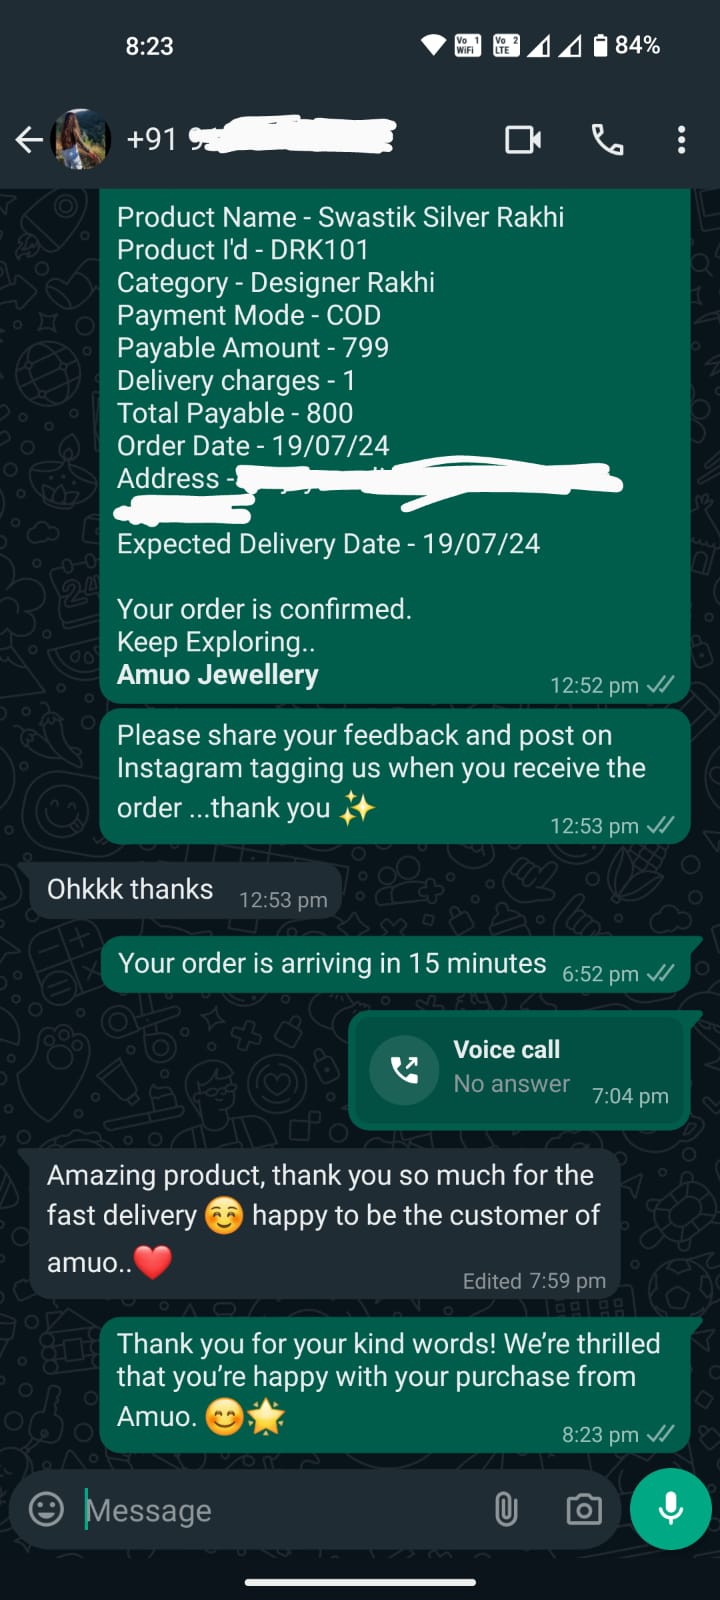 8:23
Vo 1 WiFi Vo 2 LTE 84%
+91
Product Name - Swastik Silver Rakhi
Product I'd - DRK101
Category - Designer Rakhi
Payment Mode - COD
Payable Amount - 799
Delivery charges - 1
Total Payable - 800
Order Date - 19/07/24
Address -
Expected Delivery Date - 19/07/24
Your order is confirmed.
Keep Exploring..
Amuo Jewellery
12:52 pm
Please share your feedback and post on
Instagram tagging us when you receive the
order ...thank you ✨
12:53 pm
Ohkkk thanks 12:53 pm
Your order is arriving in 15 minutes 6:52 pm
Voice call
No answer 7:04 pm
Amazing product, thank you so much for the
fast delivery ☺️ happy to be the customer of
amuo..❤️
Edited 7:59 pm
Thank you for your kind words! We’re thrilled
that you’re happy with your purchase from
Amuo. 😊🌟
8:23 pm
Message